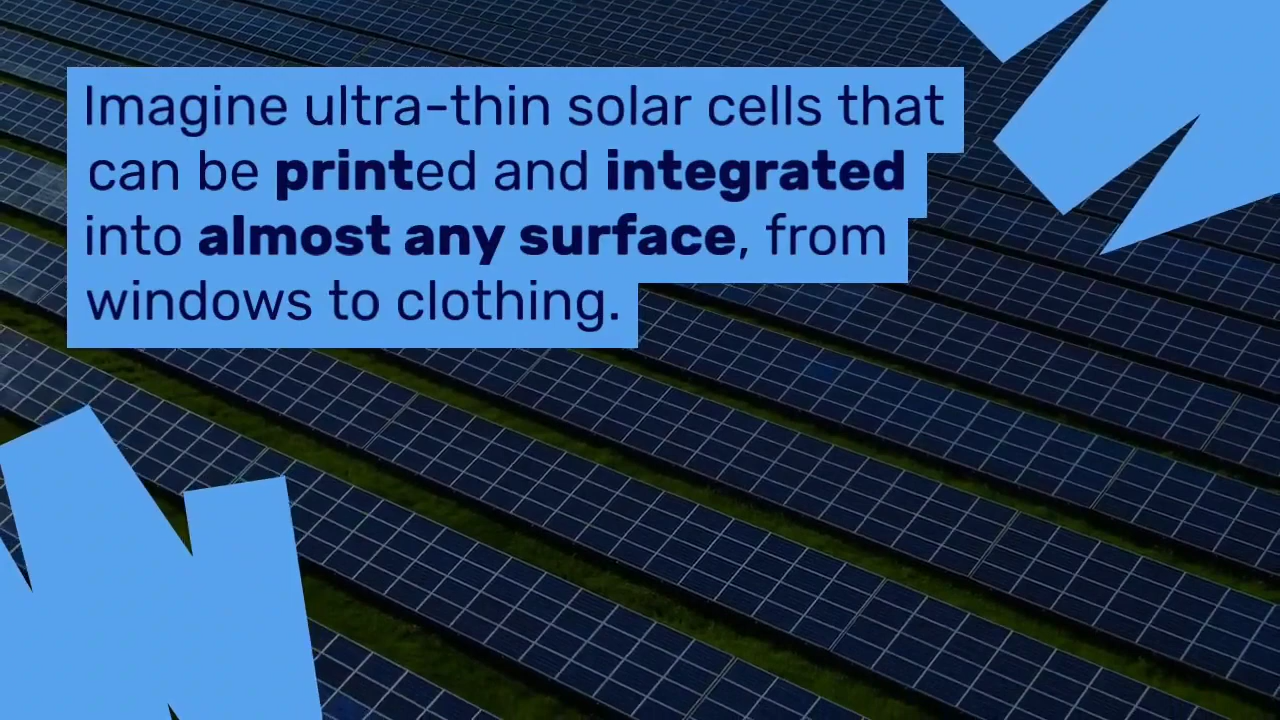 Imagine ultra-thin solar cells that
can be printed and integrated
into almost any surface, from
windows to clothing.